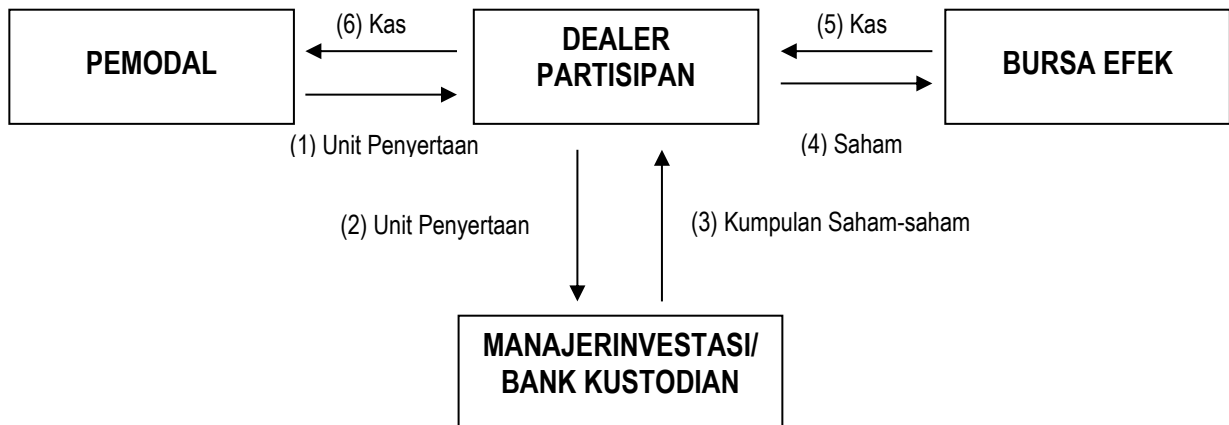 (6) Kas
(5) Kas
PEMODAL
DEALER
PARTISIPAN
BURSA EFEK
(1) Unit Penyertaan
(4) Saham
(2) Unit Penyertaan
(3) Kumpulan Saham-saham
MANAJERINVESTASI/
BANK KUSTODIAN